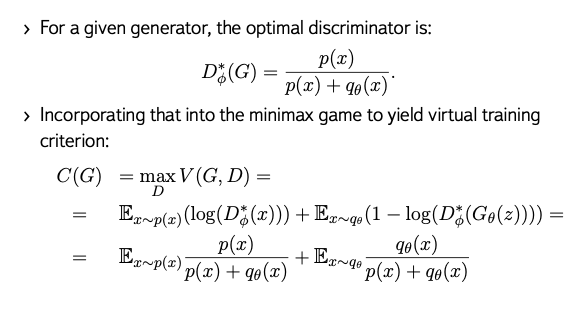 › For a given generator, the optimal discriminator is:
D*_ϕ(G) = p(x) / (p(x) + q_θ(x)).
› Incorporating that into the minimax game to yield virtual training
criterion:
C(G) = max_D V(G, D) =
= 𝔼_{x∼p(x)}(log(D*_ϕ(x))) + 𝔼_{x∼q_θ}(1 − log(D*_ϕ(G_θ(z)))) =
= 𝔼_{x∼p(x)} p(x) / (p(x) + q_θ(x)) + 𝔼_{x∼q_θ} q_θ(x) / (p(x) + q_θ(x))